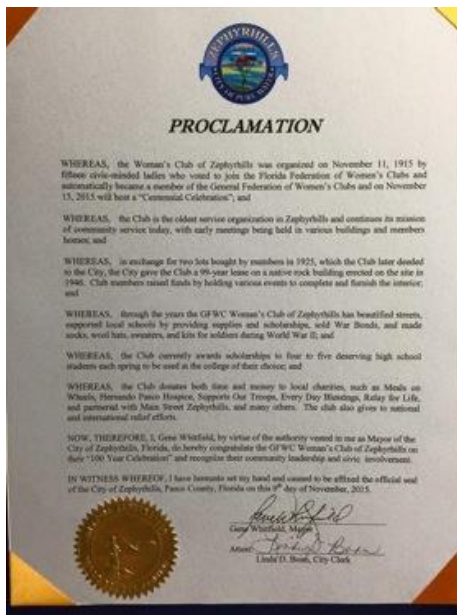 ZEPHYRHILLS
CITY OF PURE WATER
PROCLAMATION
WHEREAS, the Woman's Club of Zephyrhills was organized on November 11, 1915 by
fifteen civic-minded ladies who voted to join the Florida Federation of Women's Clubs and
automatically became a member of the General Federation of Women's Clubs and on November
15, 2015 will host a "Centennial Celebration"; and
WHEREAS, the Club is the oldest service organization in Zephyrhills and continues its mission
of community service today, with early meetings being held in various buildings and members
homes; and
WHEREAS, in exchange for two lots bought by members in 1925, which the Club later deeded
to the City, the City gave the Club a 99-year lease on a native rock building erected on the site in
1946. Club members raised funds by holding various events to complete and furnish the interior;
and
WHEREAS, through the years the GFWC Woman's Club of Zephyrhills has beautified streets,
supported local schools by providing supplies and scholarships, sold War Bonds, and made
socks, wool hats, sweaters, and kits for soldiers during World War II; and
WHEREAS, the Club currently awards scholarships to four to five deserving high school
students each spring to be used at the college of their choice; and
WHEREAS, the Club donates both time and money to local charities, such as Meals on
Wheels, Hernando Pasco Hospice, Supports Our Troops, Every Day Blessings, Relay for Life,
and partnered with Main Street Zephyrhills, and many others. The club also gives to national
and international relief efforts.
NOW, THEREFORE, I, Gene Whitfield, by virtue of the authority vested in me as Mayor of the
City of Zephyrhills, Florida, do hereby congratulate the GFWC Woman's Club of Zephyrhills on
their "100 Year Celebration" and recognize their community leadership and civic involvement.
IN WITNESS WHEREOF, I have hereunto set my hand and caused to be affixed the official seal
of the City of Zephyrhills, Pasco County, Florida on this 9th day of November, 2015.
Gene Whitfield
Gene Whitfield, Mayor
Attest: Linda D Boan
Linda D. Boan, City Clerk